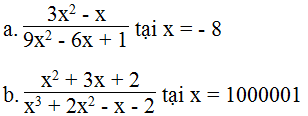 a. (3x² - x)/(9x² - 6x + 1) tại x = - 8
b. (x² + 3x + 2)/(x³ + 2x² - x - 2) tại x = 1000001